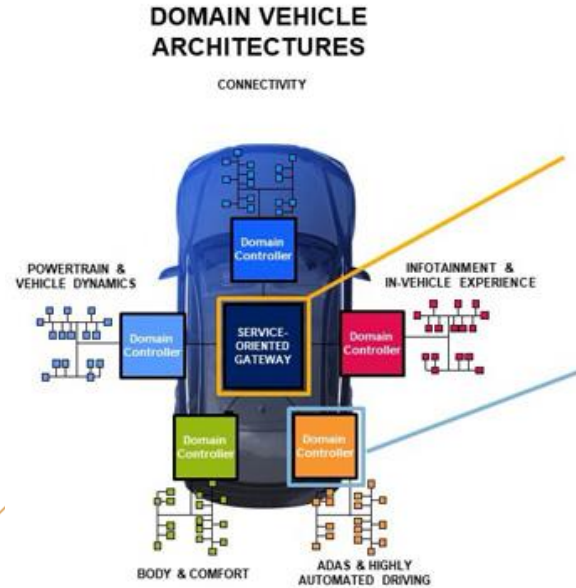 DOMAIN VEHICLE
ARCHITECTURES
CONNECTIVITY
Domain
Controller
POWERTRAIN &
VEHICLE DYNAMICS
INFOTAINMENT &
IN-VEHICLE EXPERIENCE
Domain
Controller
SERVICE-
ORIENTED
GATEWAY
Domain
Controller
Domain
Controller
Domain
Controller
BODY & COMFORT
ADAS & HIGHLY
AUTOMATED DRIVING